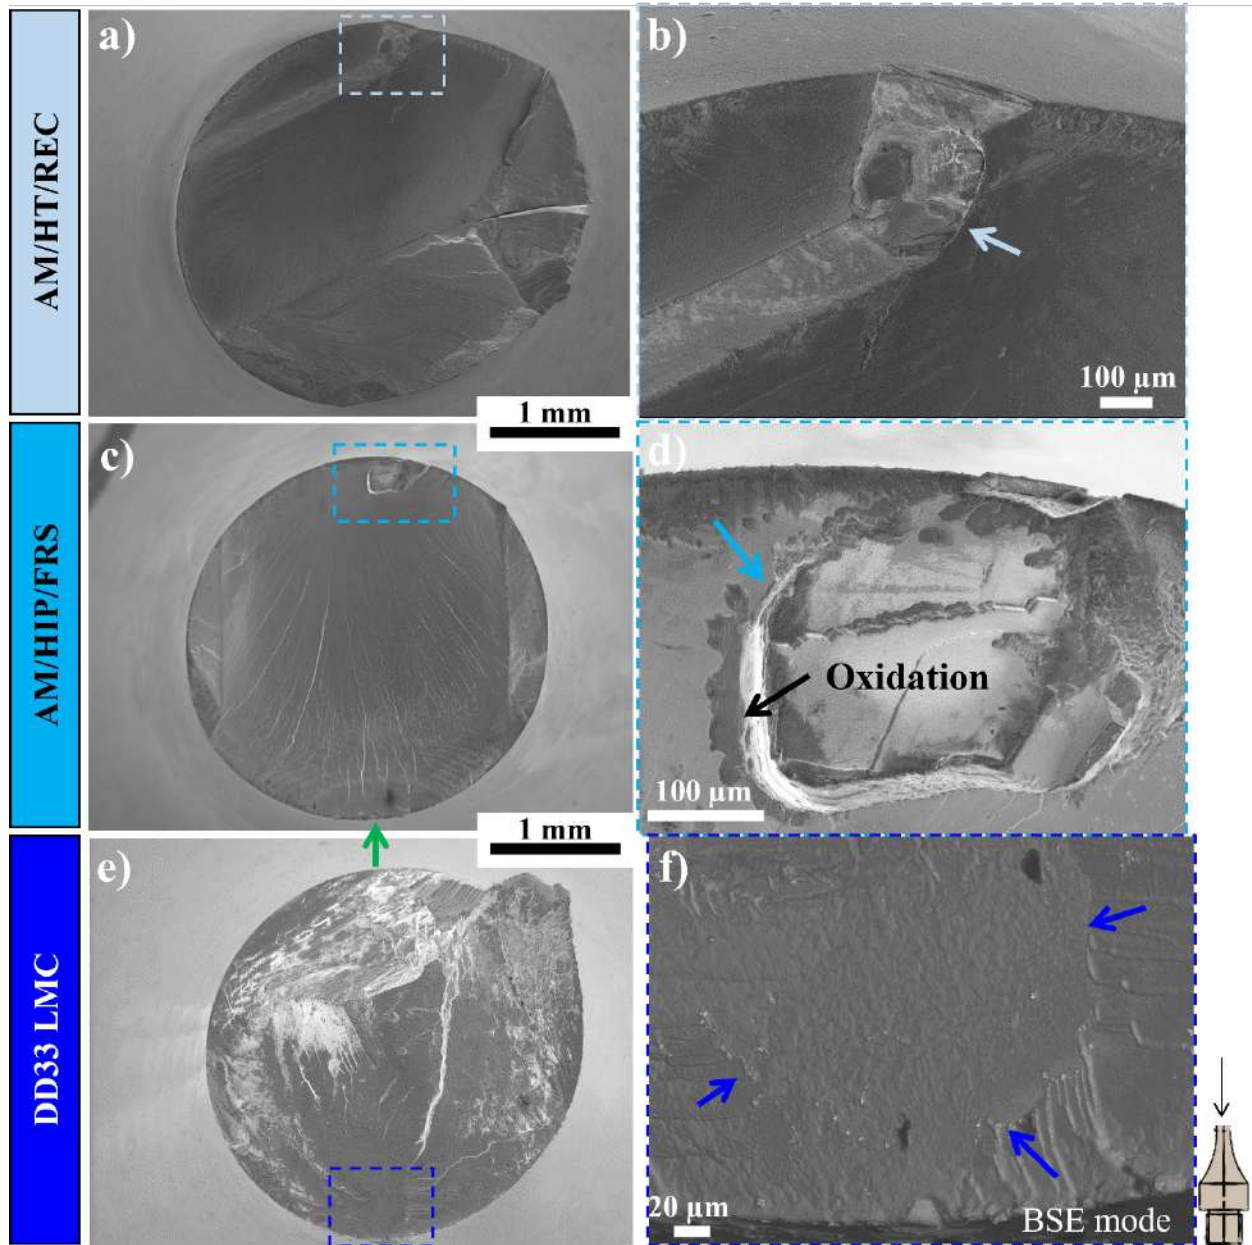 AM/HT/REC
a)
1 mm
b)
100 μm
AM/HIP/FRS
c)
1 mm
d)
Oxidation
100 μm
DD33 LMC
e)
f)
20 μm
BSE mode